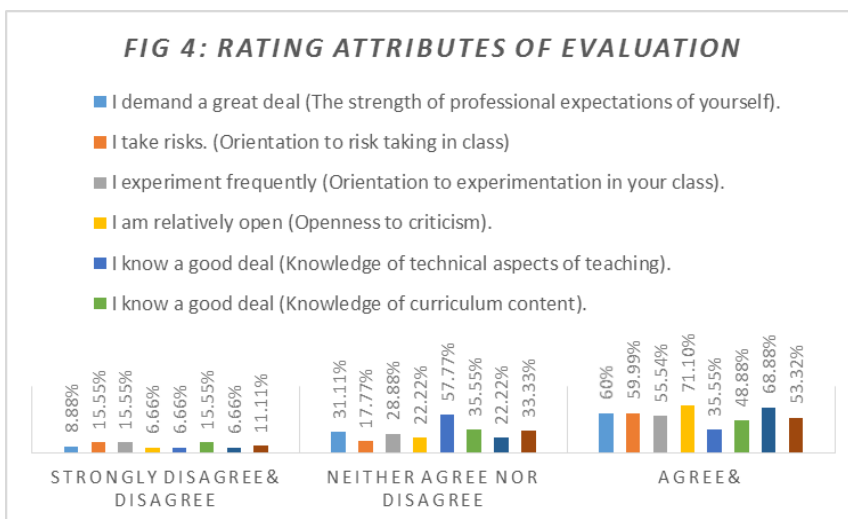 FIG 4: RATING ATTRIBUTES OF EVALUATION
I demand a great deal (The strength of professional expectations of yourself).
I take risks. (Orientation to risk taking in class)
I experiment frequently (Orientation to experimentation in your class).
I am relatively open (Openness to criticism).
I know a good deal (Knowledge of technical aspects of teaching).
I know a good deal (Knowledge of curriculum content).
8.88% 15.55% 15.55% 6.66% 6.66% 15.55% 6.66% 11.11%
31.11% 17.77% 28.88% 22.22% 57.77% 35.55% 22.22% 33.33%
60% 59.99% 55.54% 71.10% 35.55% 48.88% 68.88% 53.32%
STRONGLY DISAGREE&
DISAGREE
NEITHER AGREE NOR
DISAGREE
AGREE&